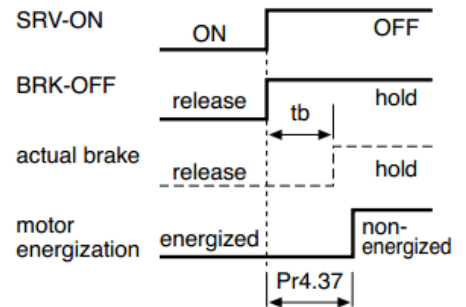 SRV-ON ON OFF
BRK-OFF release hold
tb
actual brake release hold
motor energization energized non-energized
Pr4.37